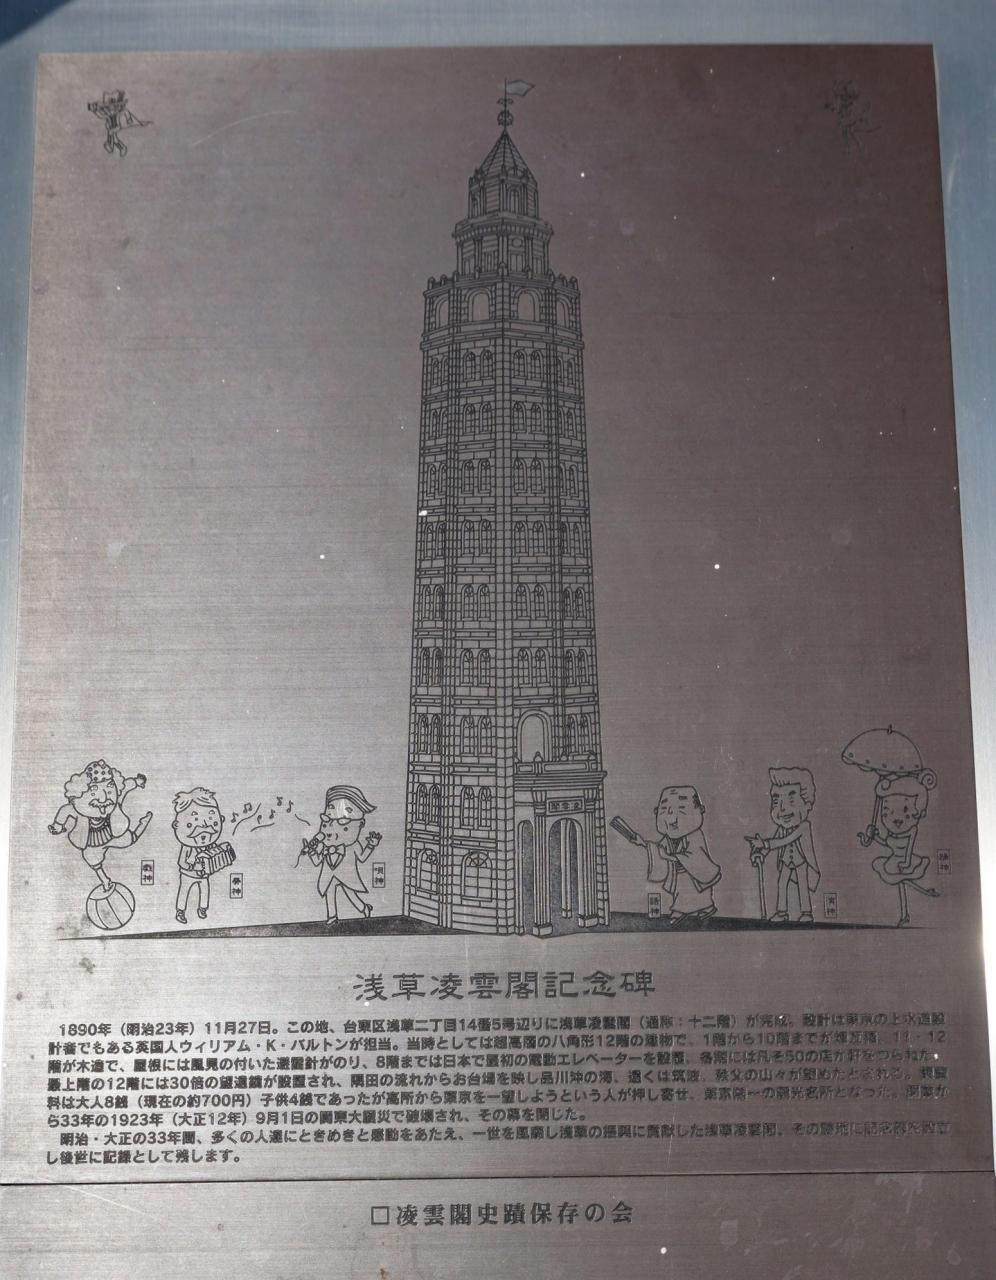 凌雲閣
戯神
奏神
唄神
話神
演神
踊神
浅草凌雲閣記念碑
1890年（明治23年）11月27日。この地、台東区浅草二丁目14番5号辺りに浅草凌雲閣（通称：十二階）が完成。設計は東京の上水道設
計者でもある英国人ウィリアム・K・バルトンが担当。当時としては超高層の八角形12階の建物で、1階から10階までが煉瓦積、11・12
階が木造で、屋根には風見の付いた避雷針がのり、8階までは日本で最初の電動エレベーターを設置、各階には凡そ50の店が軒をつらねた。
最上階の12階には30倍の望遠鏡が設置され、隅田の流れからお台場を映し品川沖の海、遠くは筑波、秩父の山々が望めたとされる。観覧
料は大人8銭（現在の約700円）子供4銭であったが高所から東京を一望しようという人が押し寄せ、東京随一の観光名所となった。開業か
ら33年の1923年（大正12年）9月1日の関東大震災で破壊され、その幕を閉じた。
明治・大正の33年間、多くの人達にときめきと感動をあたえ、一世を風靡し浅草の振興に貢献した浅草凌雲閣、その勝地に記念碑を設置
し後世に記録として残します。
□凌雲閣史蹟保存の会